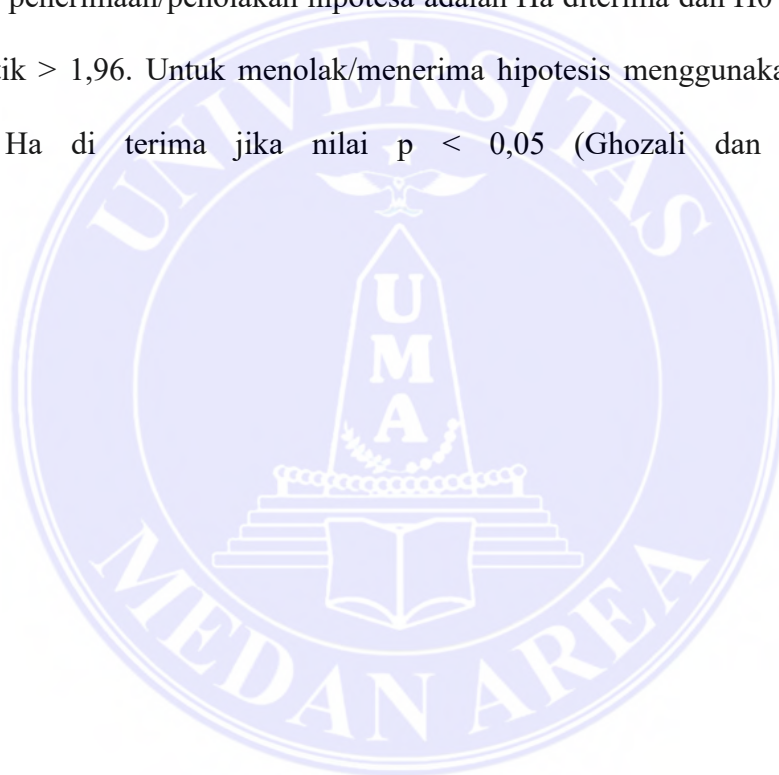 penerimaan/penolakan hipotesa adalah Ha diterima dan H0
tik > 1,96. Untuk menolak/menerima hipotesis menggunaka
Ha di terima jika nilai p < 0,05 (Ghozali dan
UNIVERSITAS
U
M
A
MEDAN AREA